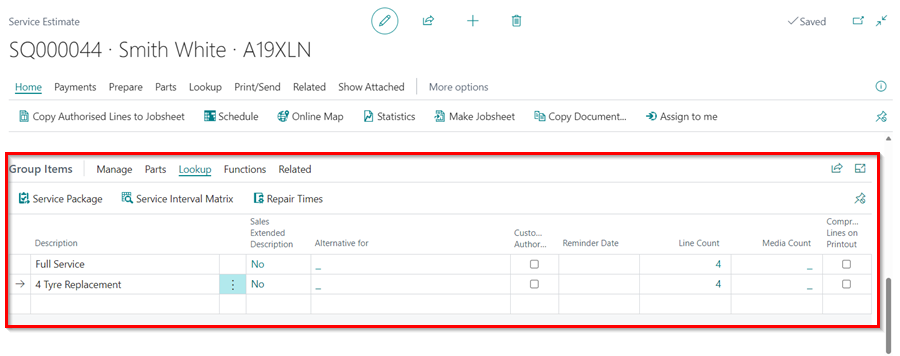 Service Estimate
Saved
SQ000044 · Smith White · A19XLN
Home Payments Prepare Parts Lookup Print/Send Related Show Attached More options
Copy Authorised Lines to Jobsheet Schedule Online Map Statistics Make Jobsheet Copy Document... Assign to me
Group Items Manage Parts Lookup Functions Related
Service Package Service Interval Matrix Repair Times
Description Sales Extended Description Alternative for Custo... Author... Reminder Date Line Count Media Count Compr... Lines on Printout
Full Service No _ 4 _
4 Tyre Replacement No _ 4 _